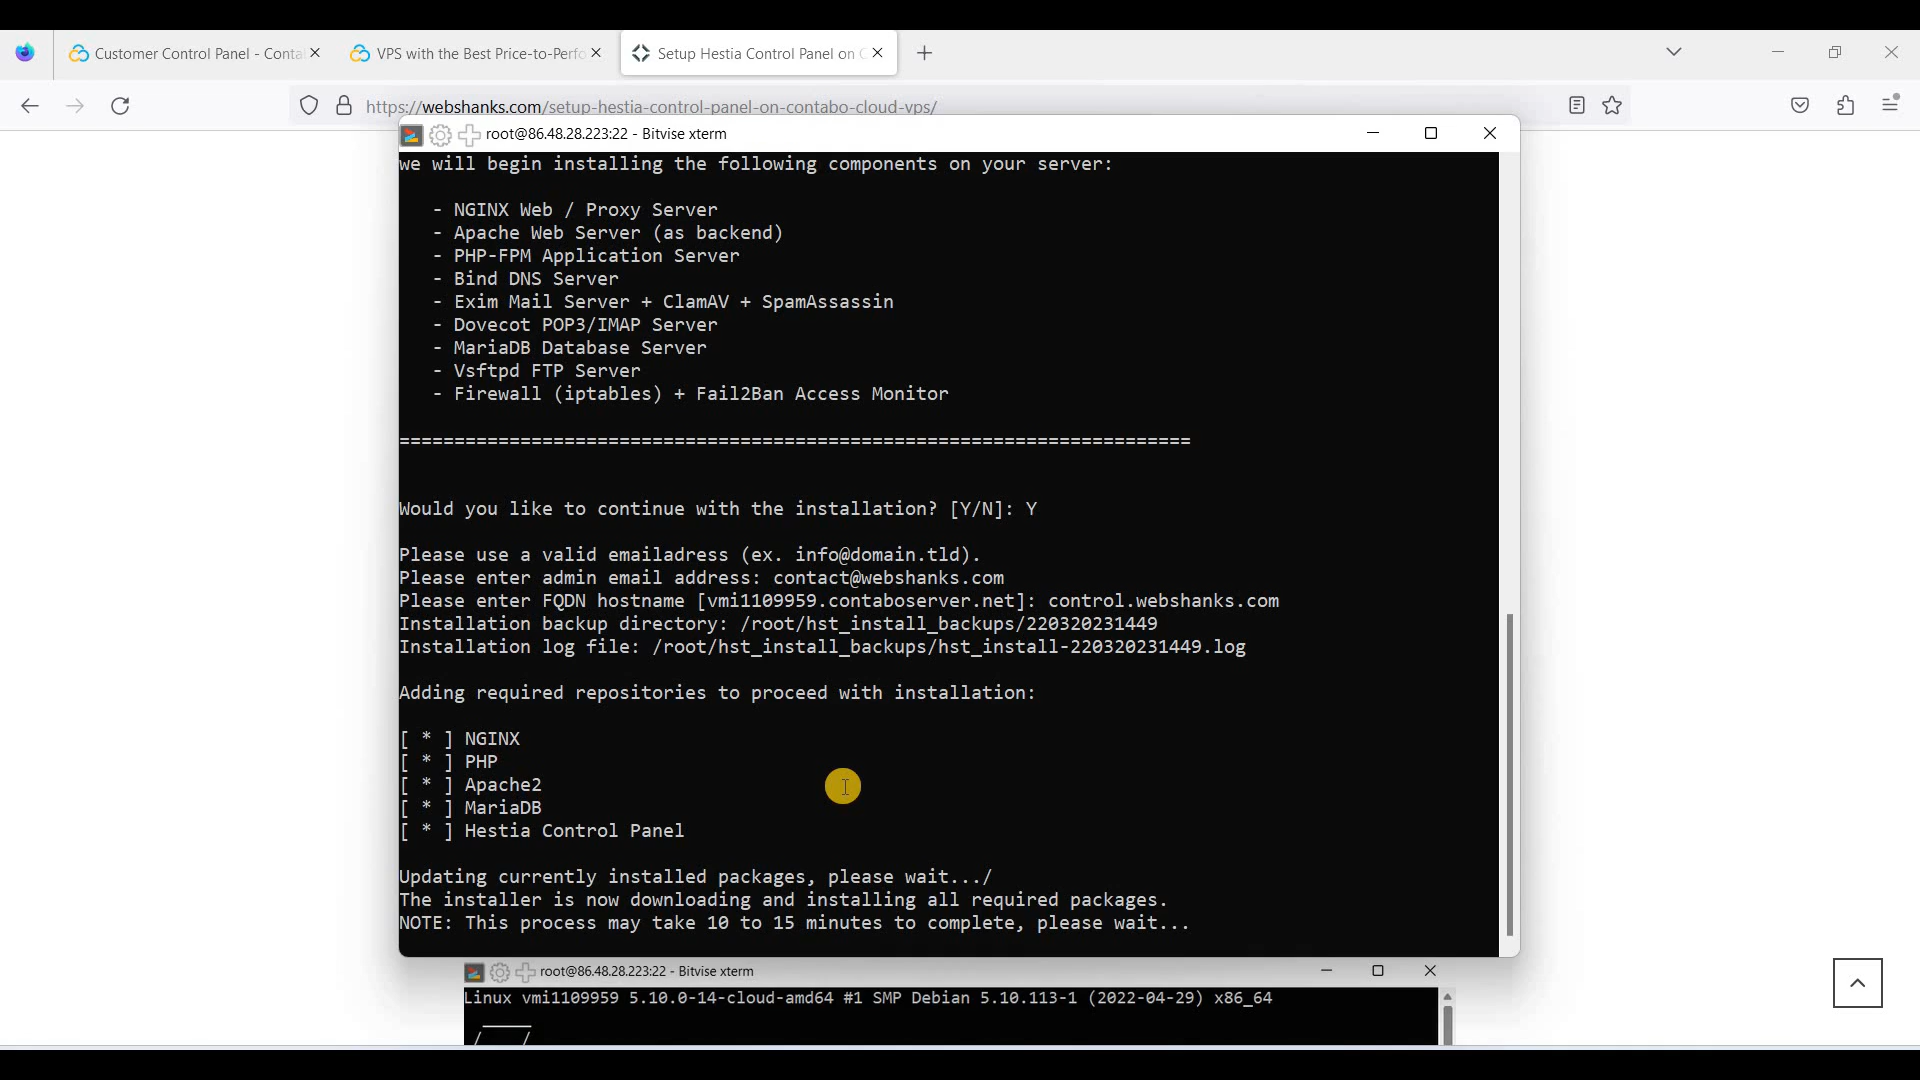 Customer Control Panel - Conta
VPS with the Best Price-to-Perfo
Setup Hestia Control Panel on C
https://webshanks.com/setup-hestia-control-panel-on-contabo-cloud-vps/
root@86.48.28.223:22 - Bitvise xterm
we will begin installing the following components on your server:
- NGINX Web / Proxy Server
- Apache Web Server (as backend)
- PHP-FPM Application Server
- Bind DNS Server
- Exim Mail Server + ClamAV + SpamAssassin
- Dovecot POP3/IMAP Server
- MariaDB Database Server
- Vsftpd FTP Server
- Firewall (iptables) + Fail2Ban Access Monitor
========================================================================
Would you like to continue with the installation? [Y/N]: Y
Please use a valid emailadress (ex. info@domain.tld).
Please enter admin email address: contact@webshanks.com
Please enter FQDN hostname [vmi1109959.contaboserver.net]: control.webshanks.com
Installation backup directory: /root/hst_install_backups/220320231449
Installation log file: /root/hst_install_backups/hst_install-220320231449.log
Adding required repositories to proceed with installation:
[ * ] NGINX
[ * ] PHP
[ * ] Apache2
[ * ] MariaDB
[ * ] Hestia Control Panel
Updating currently installed packages, please wait.../
The installer is now downloading and installing all required packages.
NOTE: This process may take 10 to 15 minutes to complete, please wait...
root@86.48.28.223:22 - Bitvise xterm
Linux vmi1109959 5.10.0-14-cloud-amd64 #1 SMP Debian 5.10.113-1 (2022-04-29) x86_64